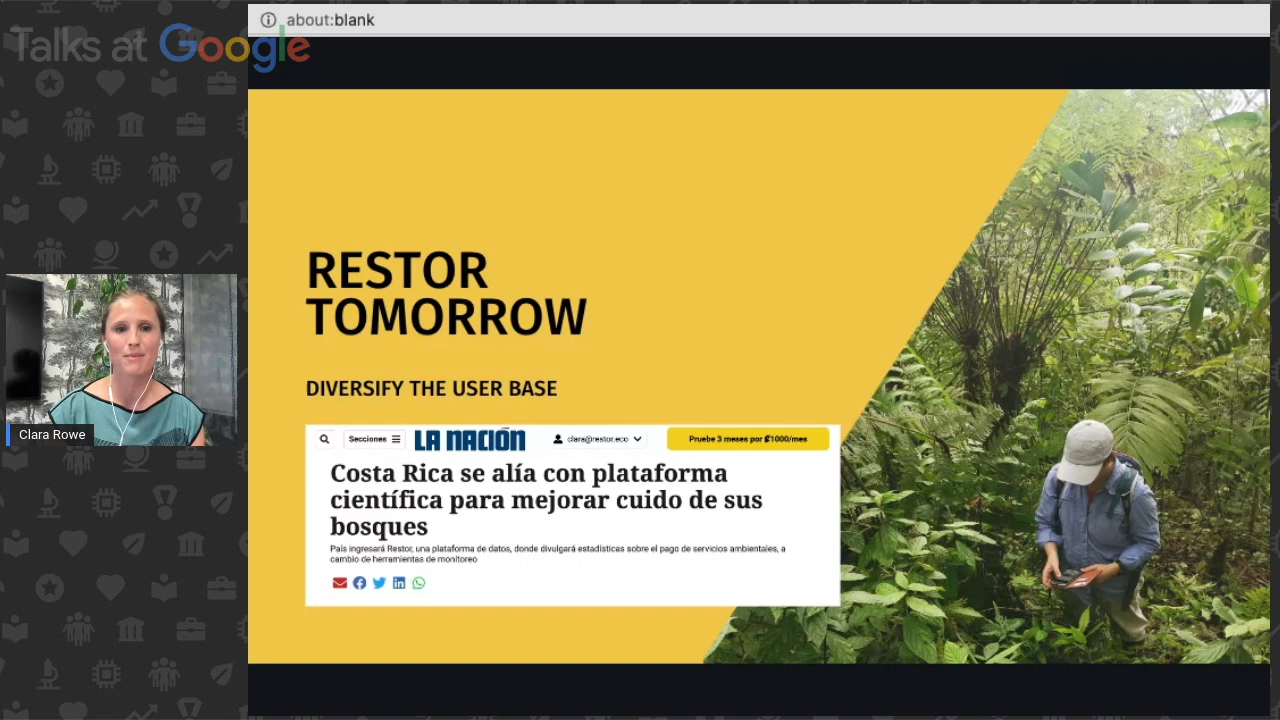 about:blank
Talks at Google
RESTOR
TOMORROW
DIVERSIFY THE USER BASE
Secciones
LA NACIÓN
clara@restor.eco
Pruebe 3 meses por ₡1000/mes
Costa Rica se alía con plataforma
científica para mejorar cuido de sus
bosques
País ingresará Restor, una plataforma de datos, donde divulgará estadísticas sobre el pago de servicios ambientales, a
cambio de herramientas de monitoreo
Clara Rowe